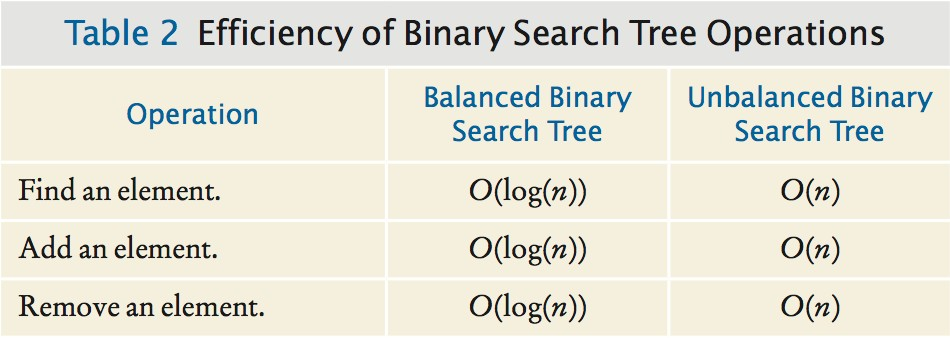 Table 2 Efficiency of Binary Search Tree Operations
Operation
Balanced Binary
Search Tree
Unbalanced Binary
Search Tree
Find an element. O(log(n)) O(n)
Add an element. O(log(n)) O(n)
Remove an element. O(log(n)) O(n)